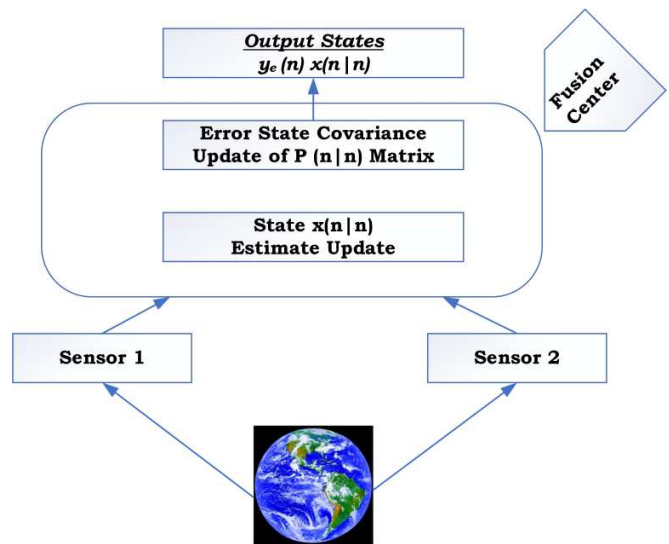 Output States
yₑ (n) x(n|n)
Fusion
Center
Error State Covariance
Update of P (n|n) Matrix
State x(n|n)
Estimate Update
Sensor 1
Sensor 2